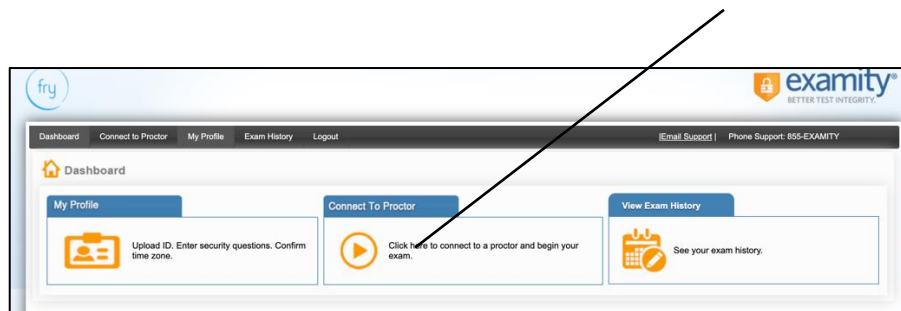 fry
examity®
BETTER TEST INTEGRITY.
Dashboard Connect to Proctor My Profile Exam History Logout |Email Support | Phone Support: 855-EXAMITY
Dashboard
My Profile
Upload ID. Enter security questions. Confirm
time zone.
Connect To Proctor
Click here to connect to a proctor and begin your
exam.
View Exam History
See your exam history.